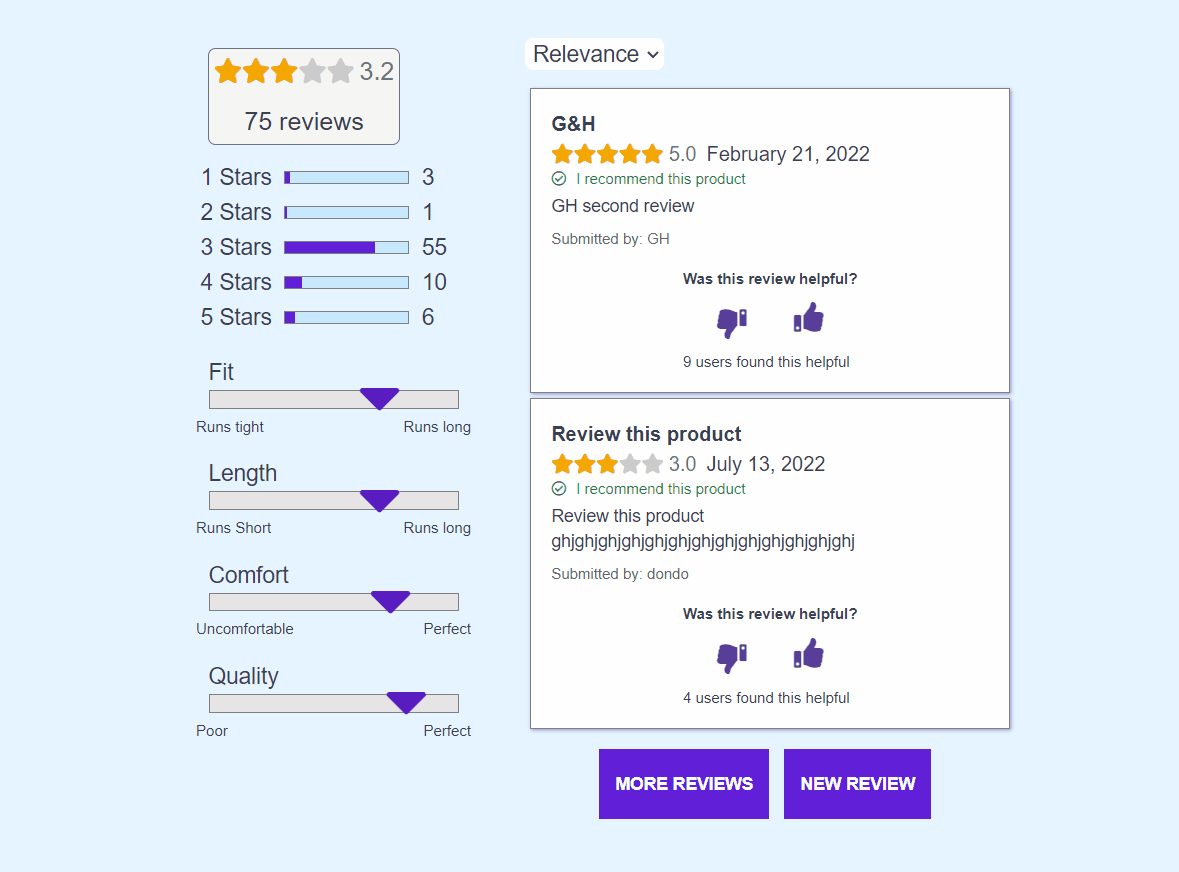 3.2
75 reviews
1 Stars 3
2 Stars 1
3 Stars 55
4 Stars 10
5 Stars 6
Fit
Runs tight Runs long
Length
Runs Short Runs long
Comfort
Uncomfortable Perfect
Quality
Poor Perfect
Relevance
G&H
5.0 February 21, 2022
I recommend this product
GH second review
Submitted by: GH
Was this review helpful?
9 users found this helpful
Review this product
3.0 July 13, 2022
I recommend this product
Review this product
ghjghjghjghjghjghjghjghjghjghjghjghjghj
Submitted by: dondo
Was this review helpful?
4 users found this helpful
MORE REVIEWS NEW REVIEW